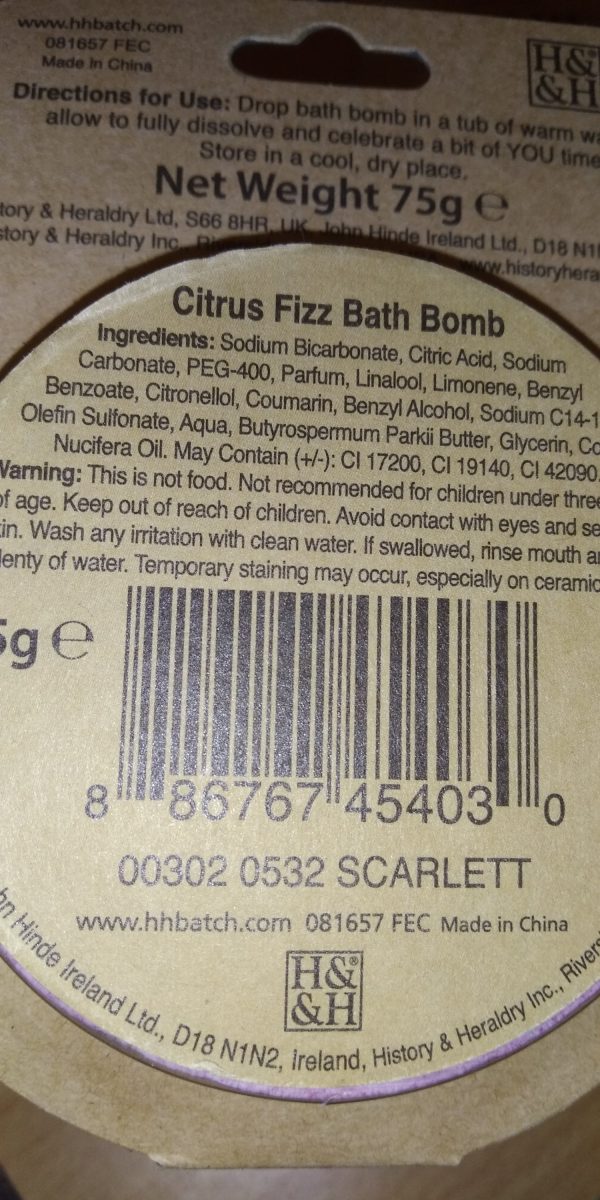 www.hhbatch.com
081657 FEC
Made in China
H&®
&H
Directions for Use: Drop bath bomb in a tub of warm
allow to fully dissolve and celebrate a bit of YOU time
Store in a cool, dry place.
Net Weight 75g ℮
tory & Heraldry Ltd, S66 8HR, UK, John Hinde Ireland Ltd., D18 N1
story & Heraldry Inc.
www.historyhera
Citrus Fizz Bath Bomb
Ingredients: Sodium Bicarbonate, Citric Acid, Sodium
Carbonate, PEG-400, Parfum, Linalool, Limonene, Benzyl
Benzoate, Citronellol, Coumarin, Benzyl Alcohol, Sodium C14-1
Olefin Sulfonate, Aqua, Butyrospermum Parkii Butter, Glycerin, Co
Nucifera Oil. May Contain (+/-): CI 17200, CI 19140, CI 42090.
Warning: This is not food. Not recommended for children under three
of age. Keep out of reach of children. Avoid contact with eyes and se
in. Wash any irritation with clean water. If swallowed, rinse mouth a
lenty of water. Temporary staining may occur, especially on ceramic
5g ℮
8 86767 45403 0
00302 0532 SCARLETT
www.hhbatch.com 081657 FEC Made in China
H&®
&H
hn Hinde Ireland Ltd., D18 N1N2, Ireland, History & Heraldry Inc., Rivers